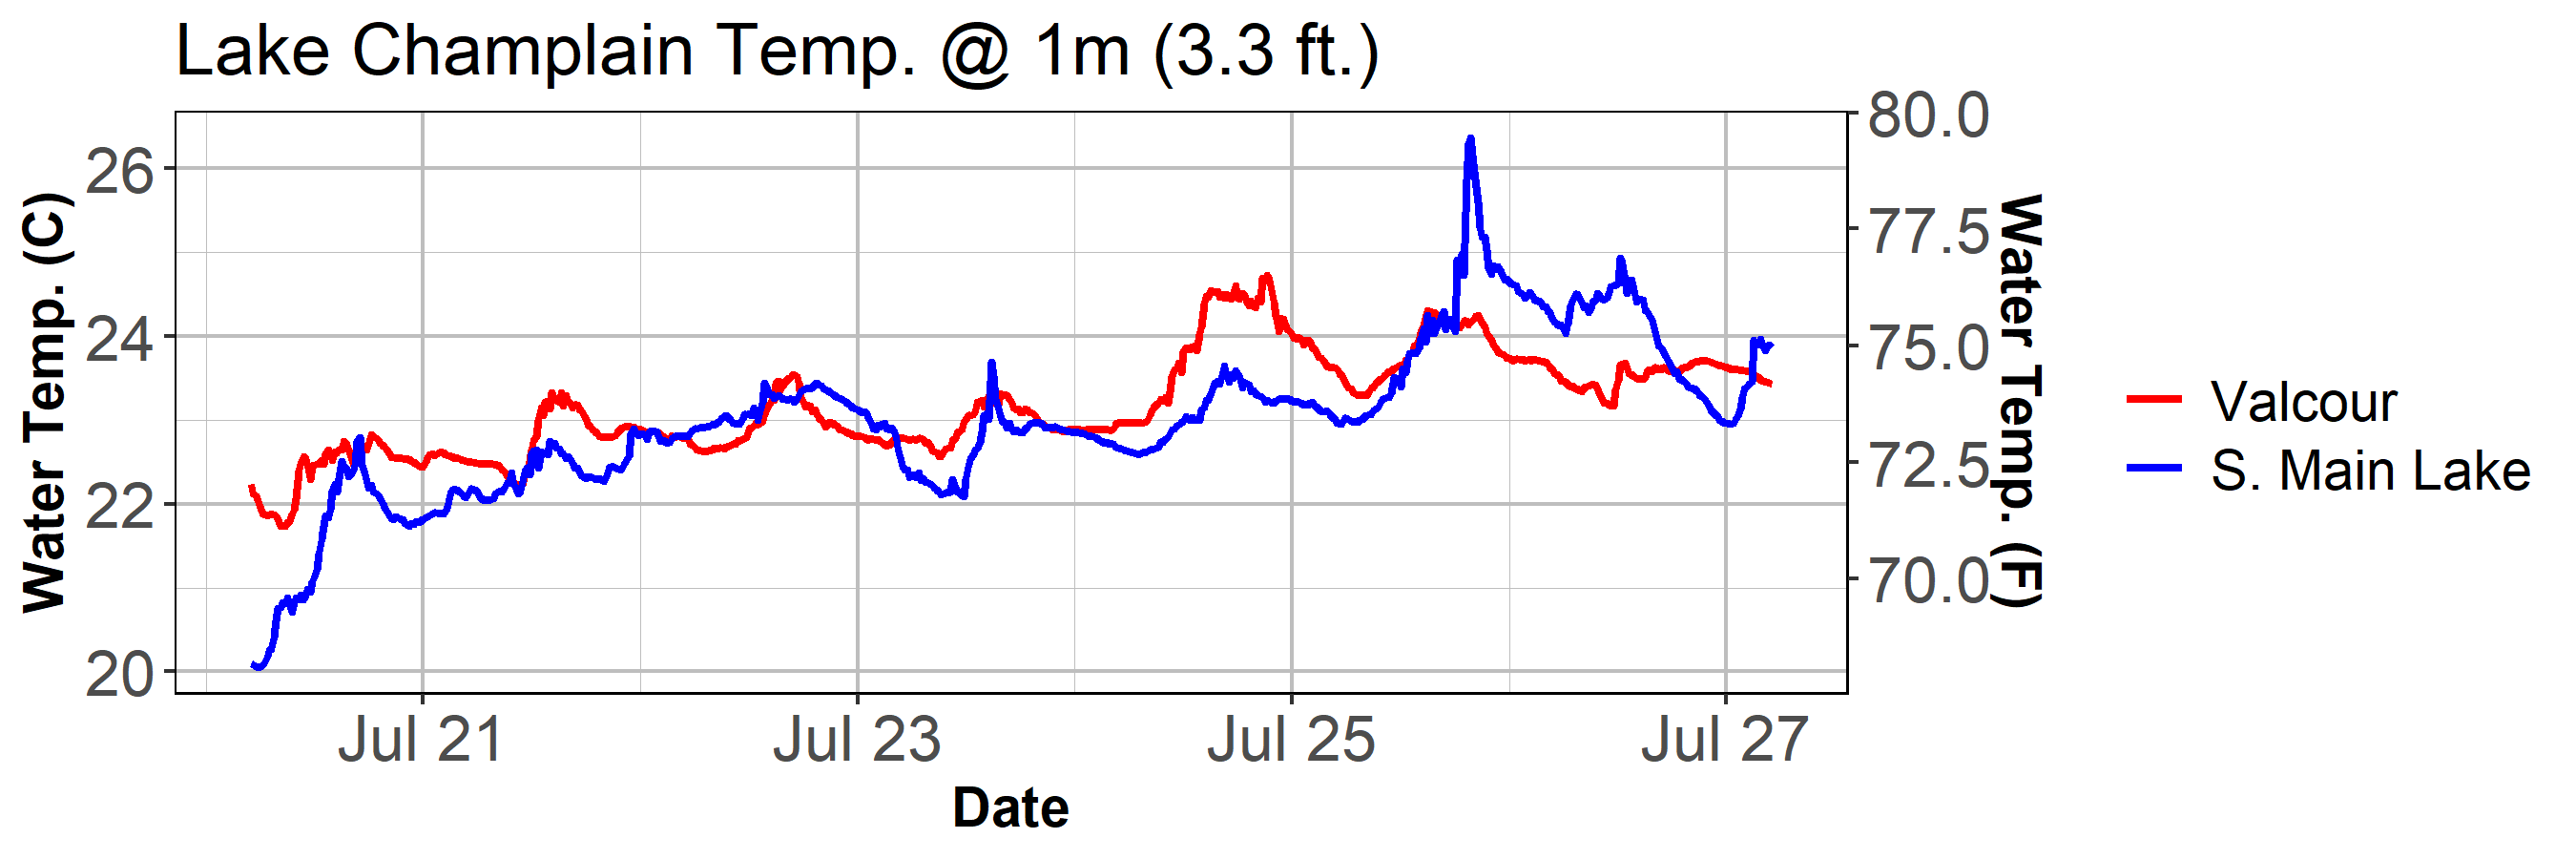 Lake Champlain Temp. @ 1m (3.3 ft.)
Water Temp. (C)
26
24
22
20
80.0
77.5
75.0
72.5
70.0
Water Temp. (F)
Jul 21
Jul 23
Jul 25
Jul 27
Date
Valcour
S. Main Lake